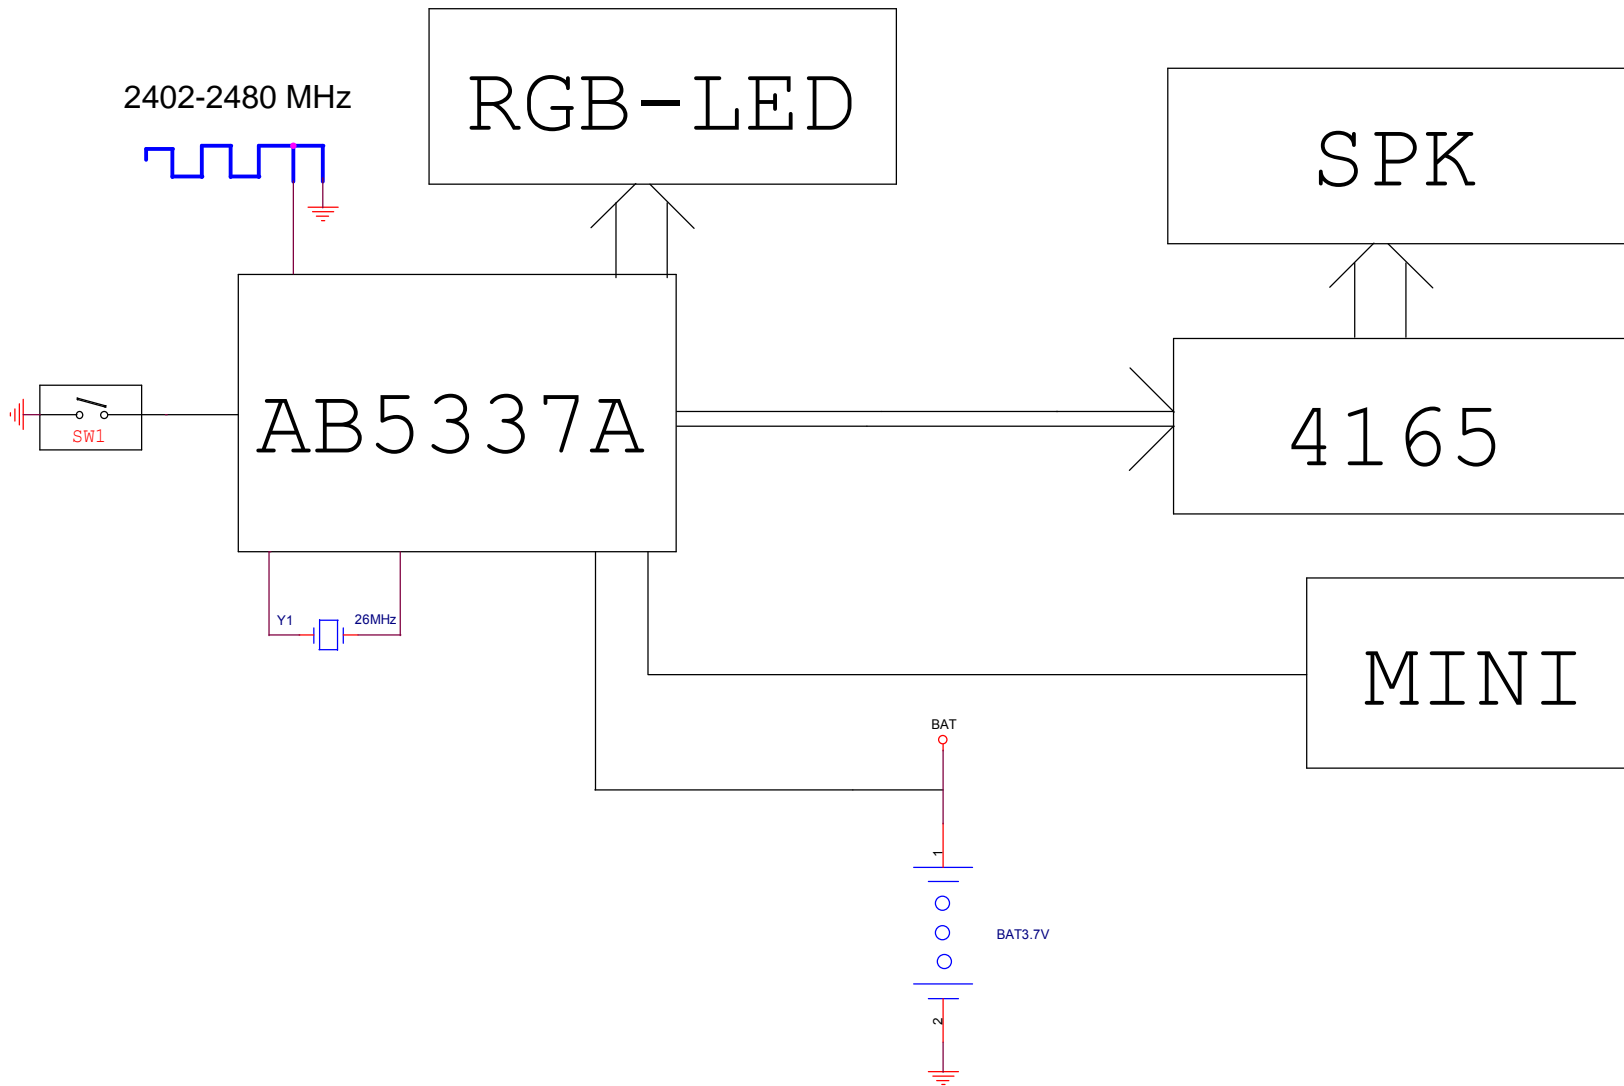 2402-2480 MHz
RGB-LED
SPK
AB5337A
SW1
4165
Y1
26MHz
MINI
BAT
1
BAT3.7V
2